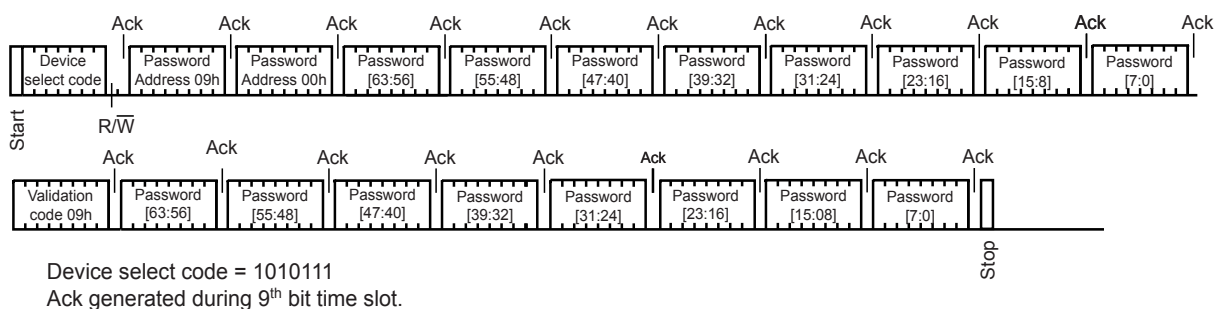 Ack Ack Ack Ack Ack Ack Ack Ack Ack Ack Ack
Device select code
Password Address 09h
Password Address 00h
Password [63:56]
Password [55:48]
Password [47:40]
Password [39:32]
Password [31:24]
Password [23:16]
Password [15:8]
Password [7:0]
Start
R/W̅
Ack Ack Ack Ack Ack Ack Ack Ack Ack
Validation code 09h
Password [63:56]
Password [55:48]
Password [47:40]
Password [39:32]
Password [31:24]
Password [23:16]
Password [15:08]
Password [7:0]
Stop
Device select code = 1010111
Ack generated during 9th bit time slot.